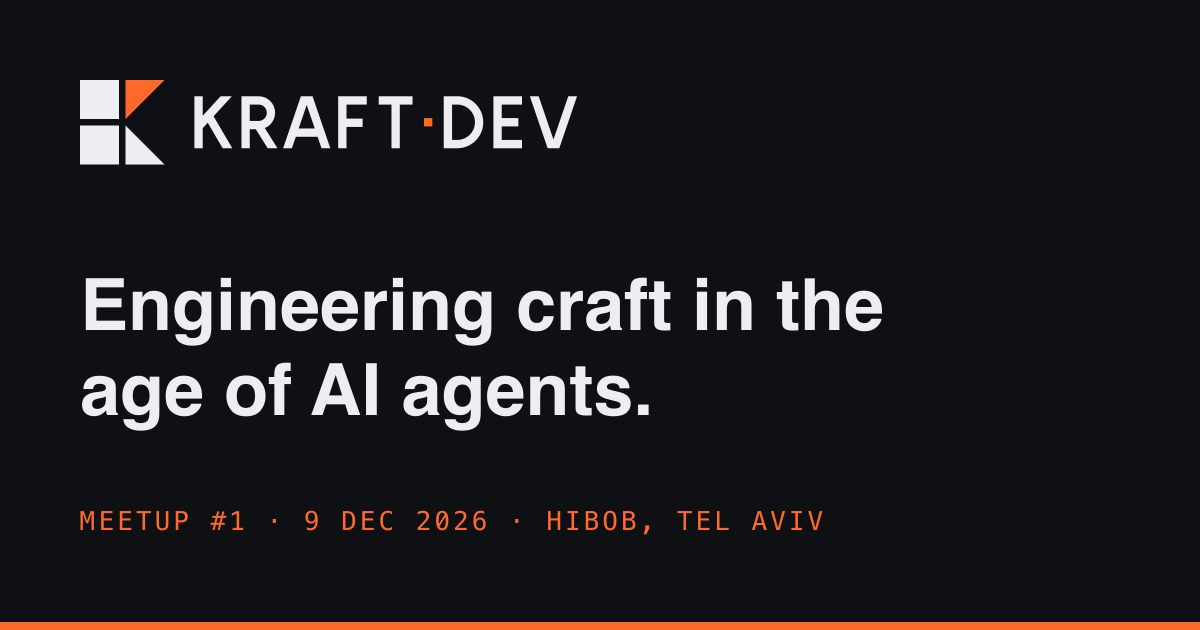 KRAFT·DEV
Engineering craft in the
age of AI agents.
MEETUP #1 · 9 DEC 2026 · HIBOB, TEL AVIV